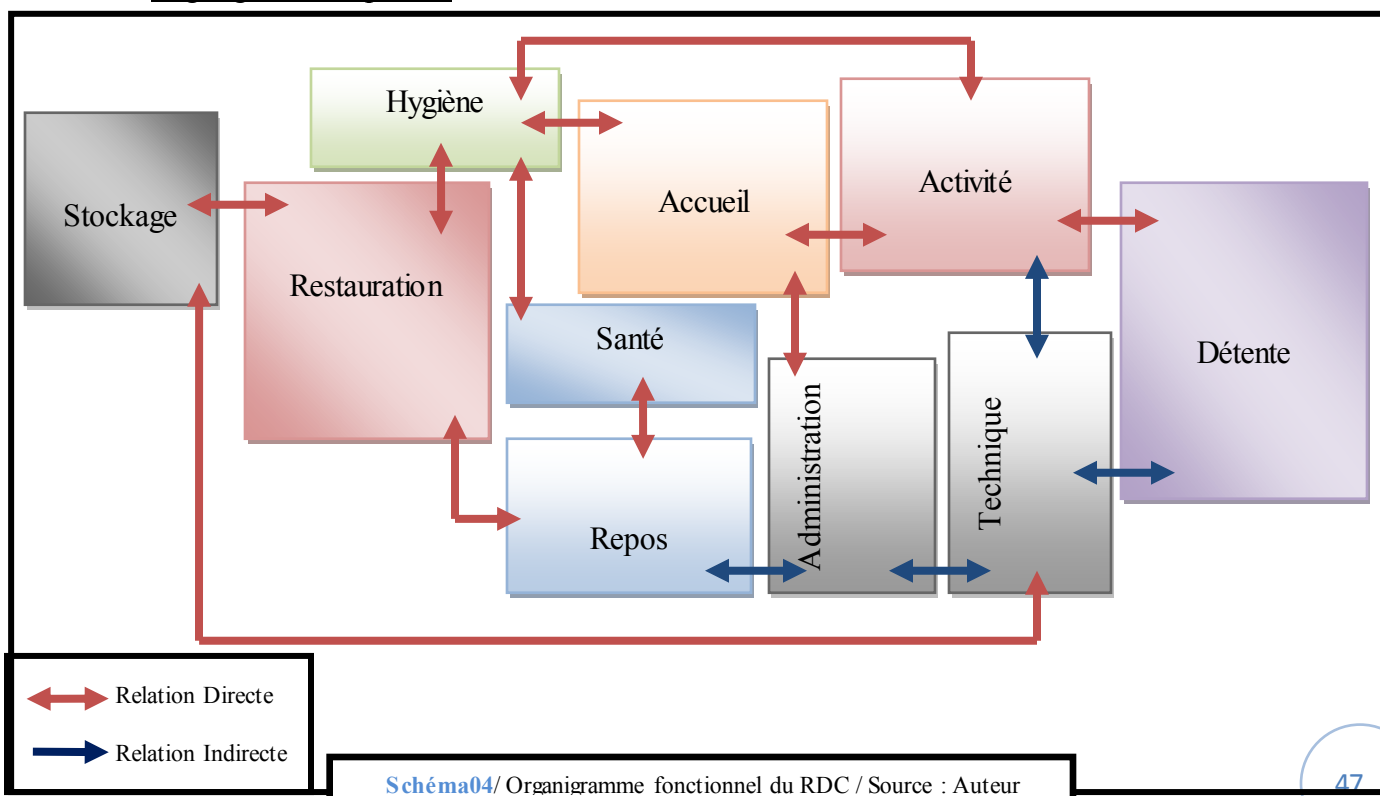 Hygiène
Stockage
Accueil
Activité
Restauration
Santé
Détente
Administration
Technique
Repos
Relation Directe
Relation Indirecte
Schéma04/ Organigramme fonctionnel du RDC / Source : Auteur
47